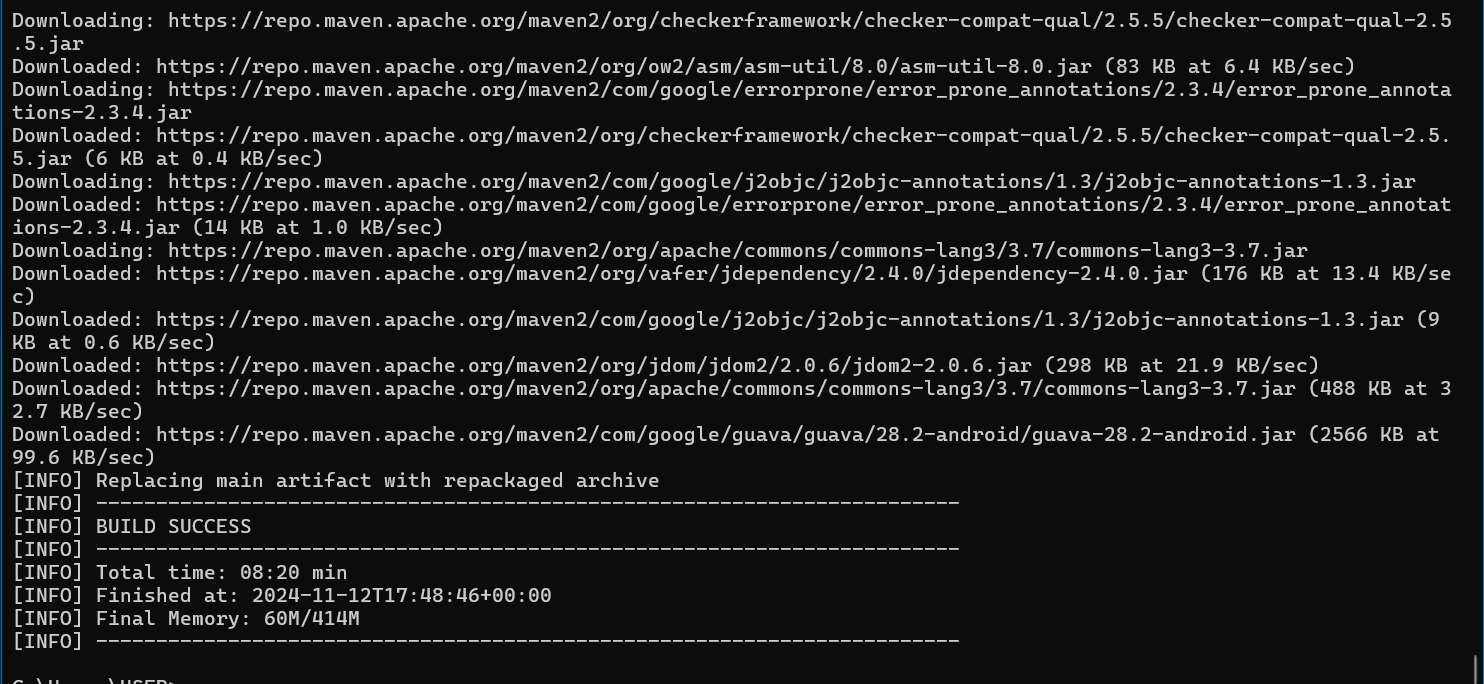 Downloading: https://repo.maven.apache.org/maven2/org/checkerframework/checker-compat-qual/2.5.5/checker-compat-qual-2.5
.5.jar
Downloaded: https://repo.maven.apache.org/maven2/org/ow2/asm/asm-util/8.0/asm-util-8.0.jar (83 KB at 6.4 KB/sec)
Downloading: https://repo.maven.apache.org/maven2/com/google/errorprone/error_prone_annotations/2.3.4/error_prone_annota
tions-2.3.4.jar
Downloaded: https://repo.maven.apache.org/maven2/org/checkerframework/checker-compat-qual/2.5.5/checker-compat-qual-2.5.
5.jar (6 KB at 0.4 KB/sec)
Downloading: https://repo.maven.apache.org/maven2/com/google/j2objc/j2objc-annotations/1.3/j2objc-annotations-1.3.jar
Downloaded: https://repo.maven.apache.org/maven2/com/google/errorprone/error_prone_annotations/2.3.4/error_prone_annotat
ions-2.3.4.jar (14 KB at 1.0 KB/sec)
Downloading: https://repo.maven.apache.org/maven2/org/apache/commons/commons-lang3/3.7/commons-lang3-3.7.jar
Downloaded: https://repo.maven.apache.org/maven2/org/vafer/jdependency/2.4.0/jdependency-2.4.0.jar (176 KB at 13.4 KB/se
c)
Downloaded: https://repo.maven.apache.org/maven2/com/google/j2objc/j2objc-annotations/1.3/j2objc-annotations-1.3.jar (9
KB at 0.6 KB/sec)
Downloaded: https://repo.maven.apache.org/maven2/org/jdom/jdom2/2.0.6/jdom2-2.0.6.jar (298 KB at 21.9 KB/sec)
Downloaded: https://repo.maven.apache.org/maven2/org/apache/commons/commons-lang3/3.7/commons-lang3-3.7.jar (488 KB at 3
2.7 KB/sec)
Downloaded: https://repo.maven.apache.org/maven2/com/google/guava/guava/28.2-android/guava-28.2-android.jar (2566 KB at
99.6 KB/sec)
[INFO] Replacing main artifact with repackaged archive
[INFO] ------------------------------------------------------------------------
[INFO] BUILD SUCCESS
[INFO] ------------------------------------------------------------------------
[INFO] Total time: 08:20 min
[INFO] Finished at: 2024-11-12T17:48:46+00:00
[INFO] Final Memory: 60M/414M
[INFO] ------------------------------------------------------------------------